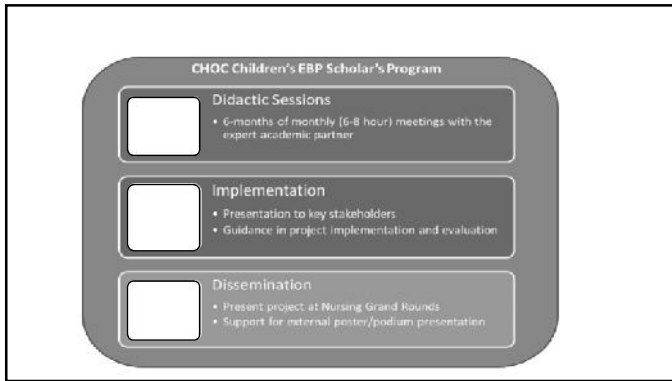 CHOC Children's EBP Scholar's Program
Didactic Sessions
• 6-months of monthly (6-8 hour) meetings with the
expert academic partner
Implementation
• Presentation to key stakeholders
• Guidance in project implementation and evaluation
Dissemination
• Present project at Nursing Grand Rounds
• Support for external poster/podium presentation